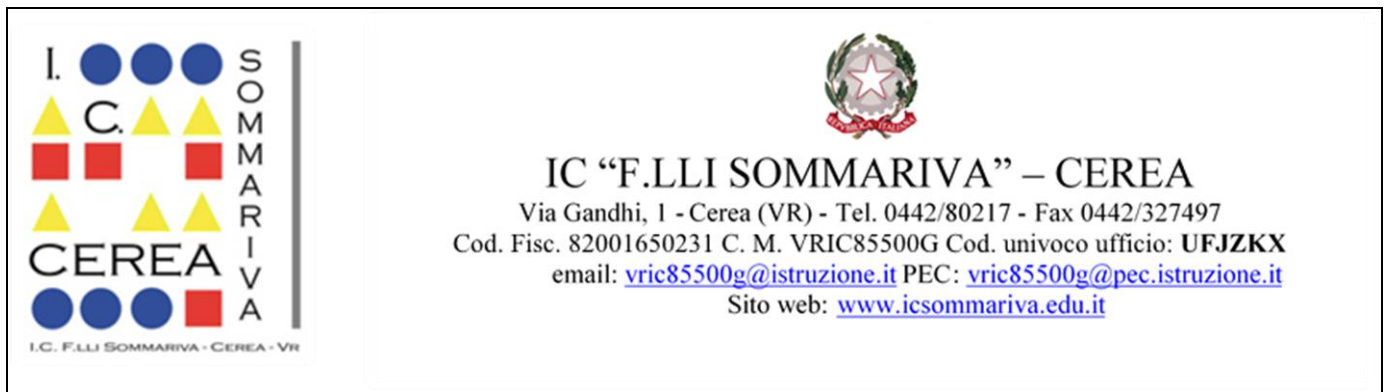 I.
C.
CEREA
SOMMARIVA
I.C. F.LLI SOMMARIVA - CEREA - VR
REPVBBLICA ITALIANA
IC “F.LLI SOMMARIVA” – CEREA
Via Gandhi, 1 - Cerea (VR) - Tel. 0442/80217 - Fax 0442/327497
Cod. Fisc. 82001650231 C. M. VRIC85500G Cod. univoco ufficio: UFJZKX
email: vric85500g@istruzione.it PEC: vric85500g@pec.istruzione.it
Sito web: www.icsommariva.edu.it